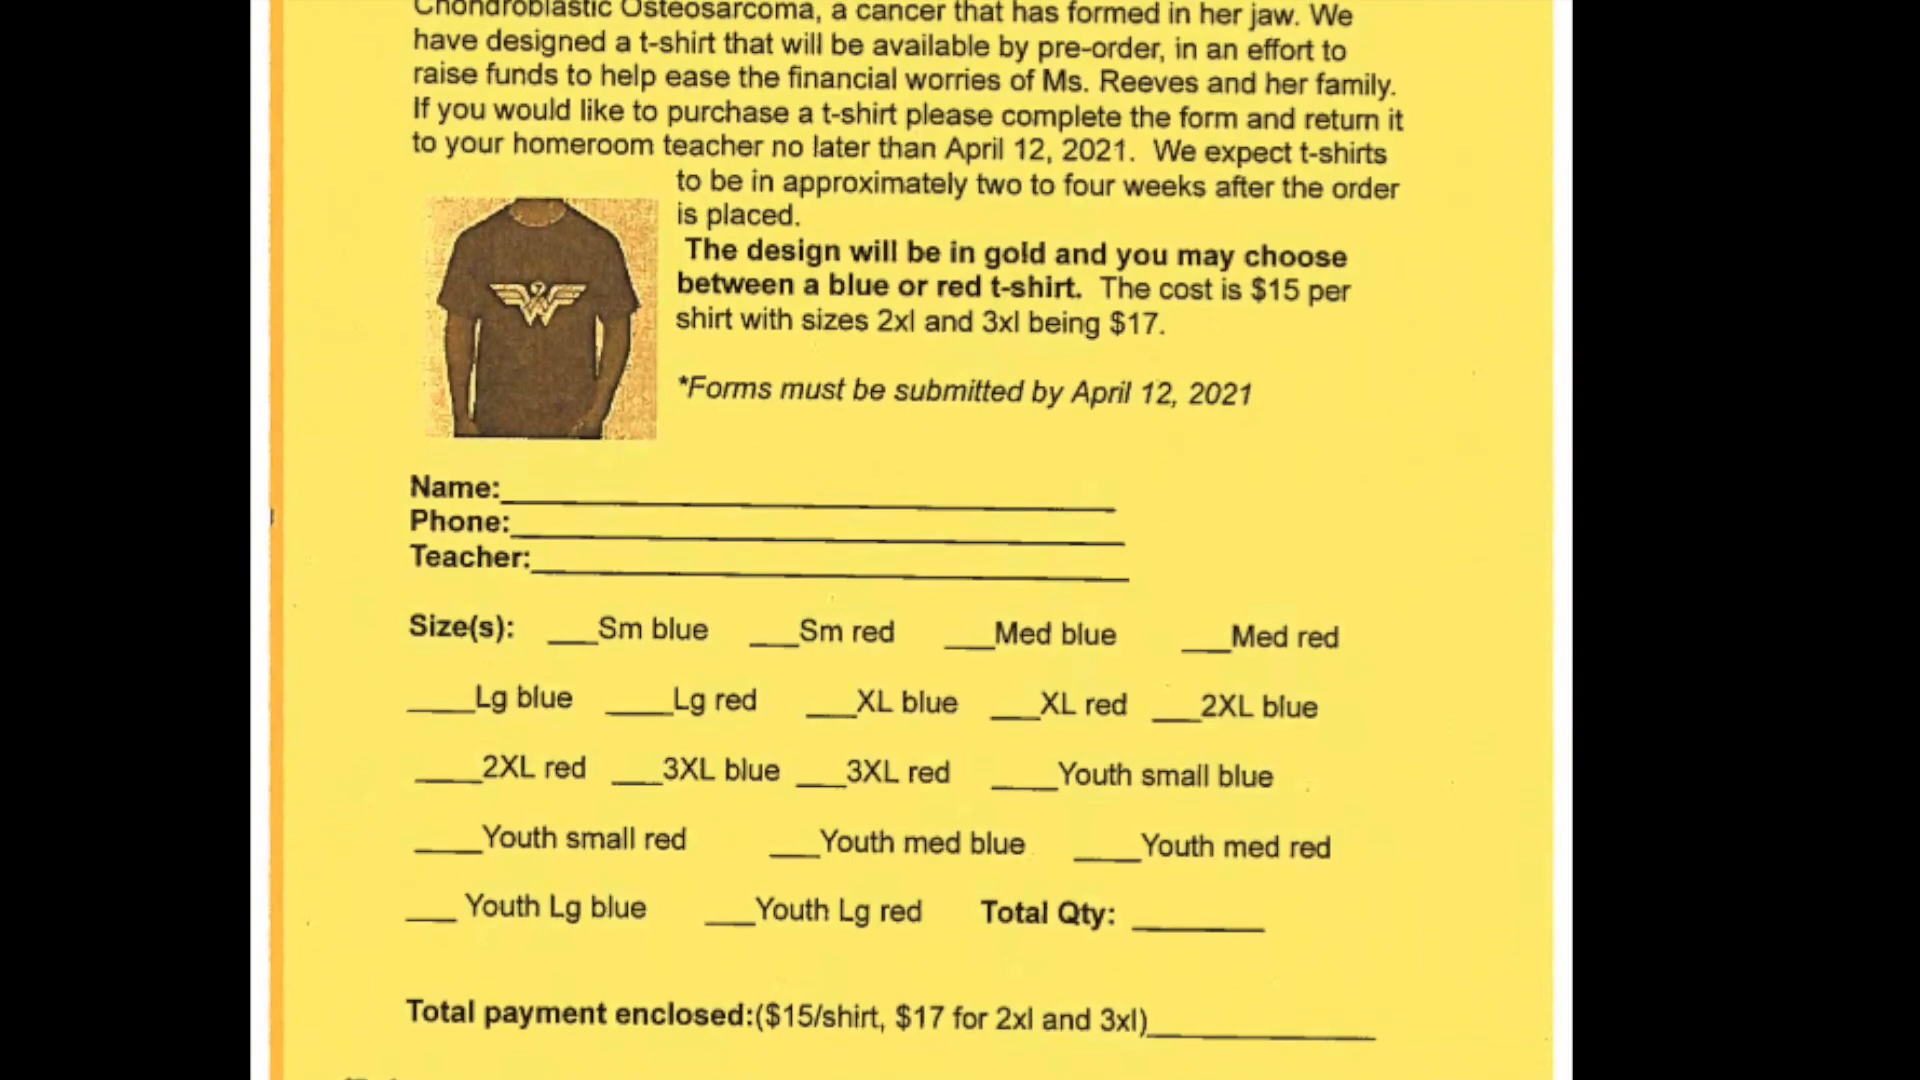 Chondroblastic Osteosarcoma, a cancer that has formed in her jaw. We
have designed a t-shirt that will be available by pre-order, in an effort to
raise funds to help ease the financial worries of Ms. Reeves and her family.
If you would like to purchase a t-shirt please complete the form and return it
to your homeroom teacher no later than April 12, 2021. We expect t-shirts
to be in approximately two to four weeks after the order
is placed.
The design will be in gold and you may choose
between a blue or red t-shirt. The cost is $15 per
shirt with sizes 2xl and 3xl being $17.
*Forms must be submitted by April 12, 2021
Name:
Phone:
Teacher:
Size(s): ___Sm blue ___Sm red ___Med blue ___Med red
____Lg blue ____Lg red ___XL blue ___XL red ___2XL blue
____2XL red ___3XL blue ___3XL red ____Youth small blue
____Youth small red ___Youth med blue ____Youth med red
___ Youth Lg blue ___Youth Lg red Total Qty: ________
Total payment enclosed:($15/shirt, $17 for 2xl and 3xl)______________